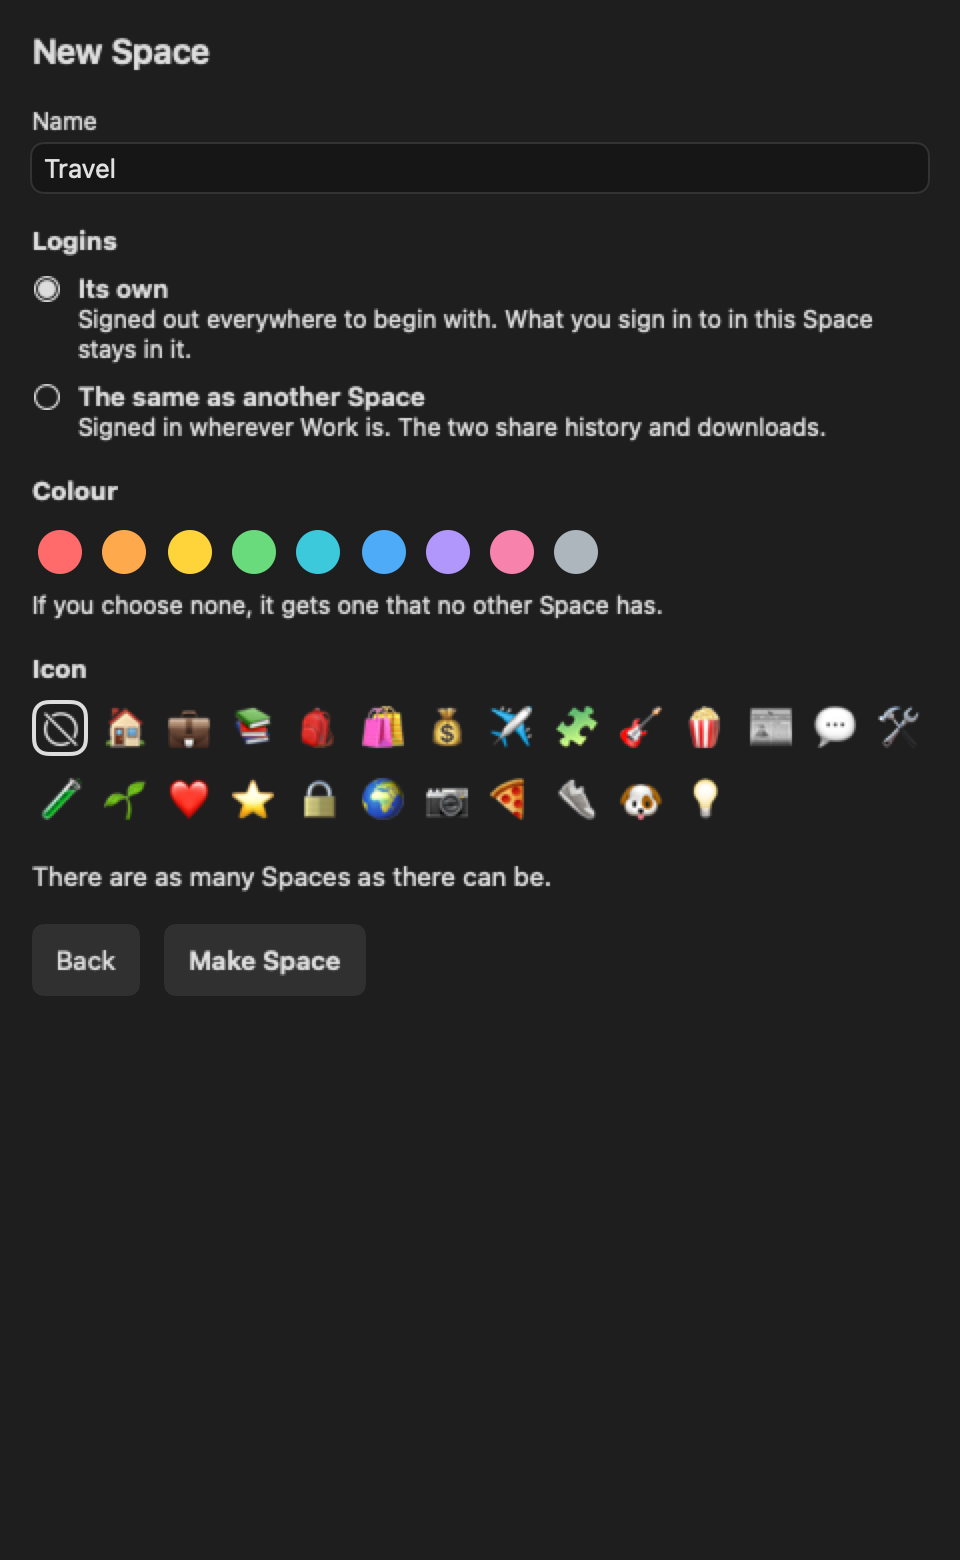 New Space
Name
Travel
Logins
Its own
Signed out everywhere to begin with. What you sign in to in this Space
stays in it.
The same as another Space
Signed in wherever Work is. The two share history and downloads.
Colour
If you choose none, it gets one that no other Space has.
Icon
There are as many Spaces as there can be.
Back
Make Space